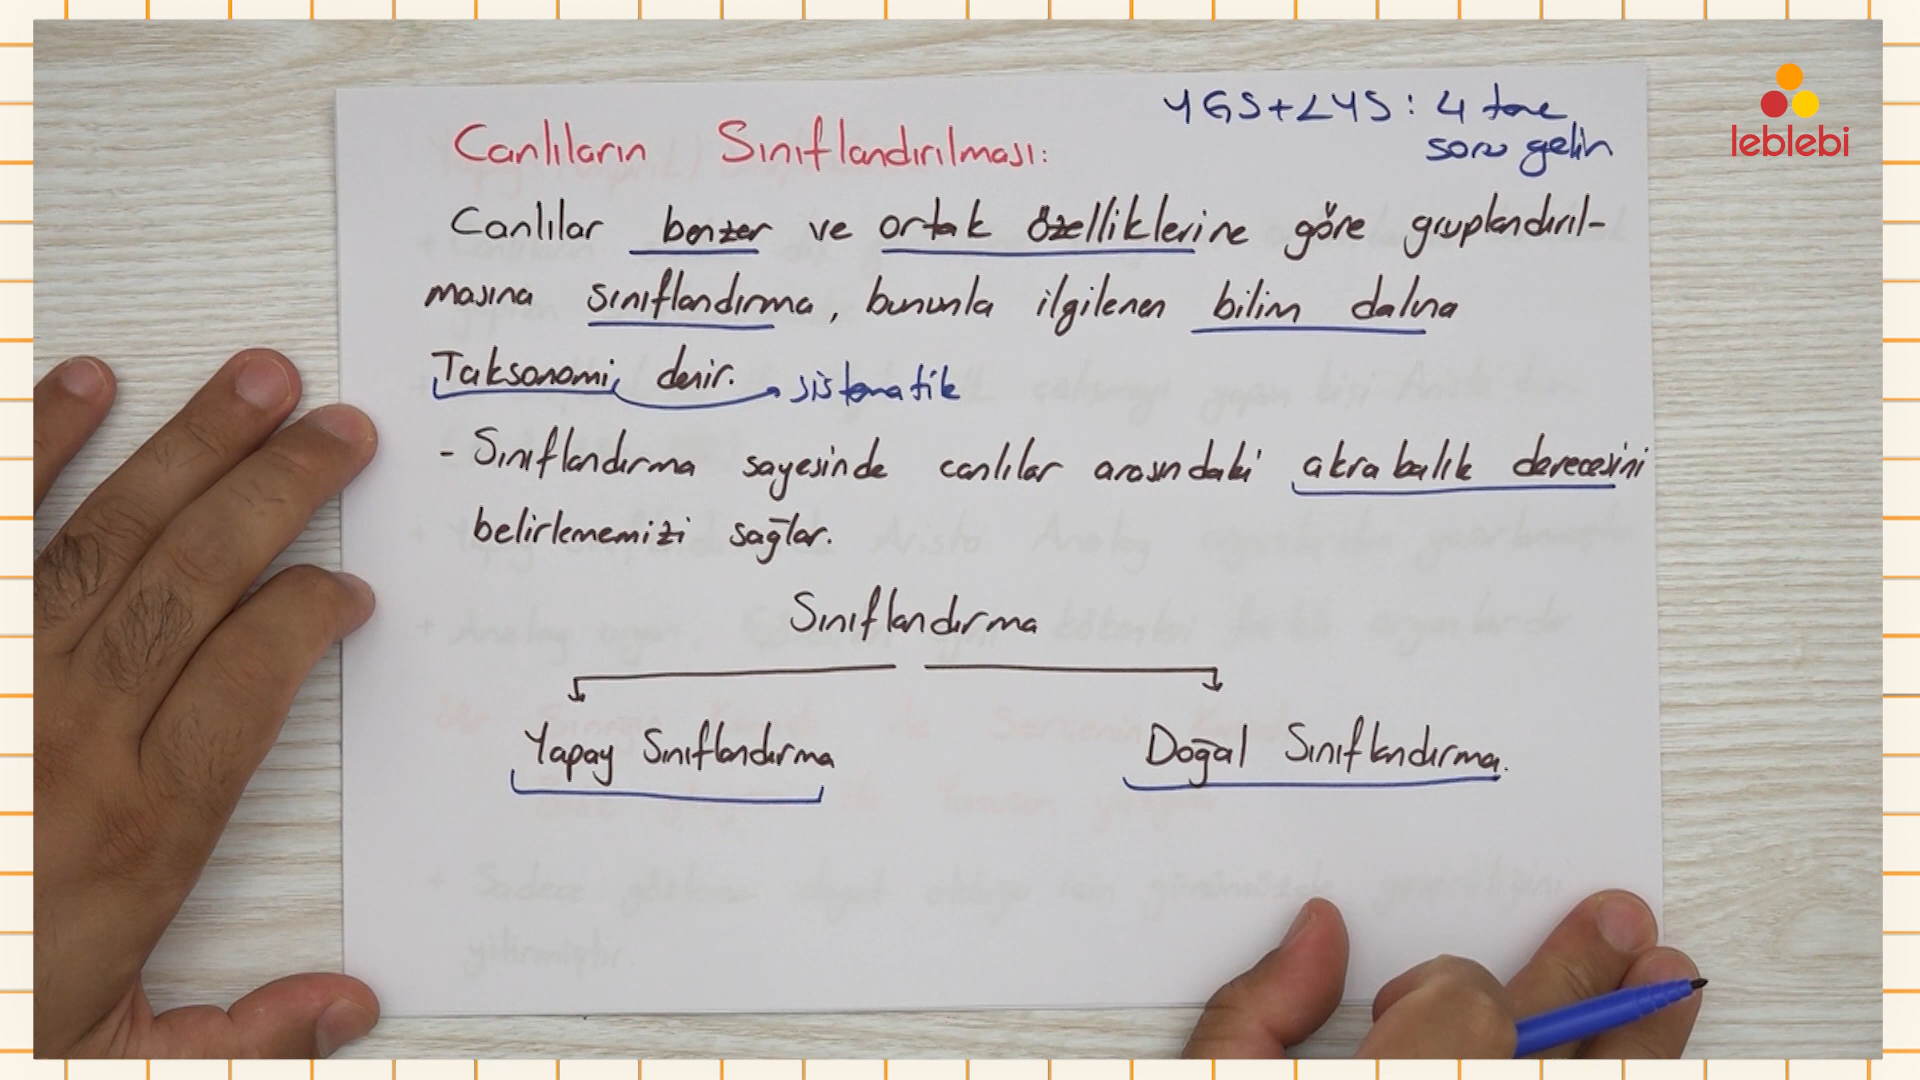 YGS+LYS: 4 tane
soru gelir
leblebi
Canlıların Sınıflandırılması:
Canlılar benzer ve ortak özelliklerine göre gruplandırıl-
masına sınıflandırma, bununla ilgilenen bilim dalına
Taksonomi denir. sistematik
- Sınıflandırma sayesinde canlılar arasındaki akrabalık derecesini
belirlememizi sağlar.
Sınıflandırma
Yapay Sınıflandırma
Doğal Sınıflandırma.